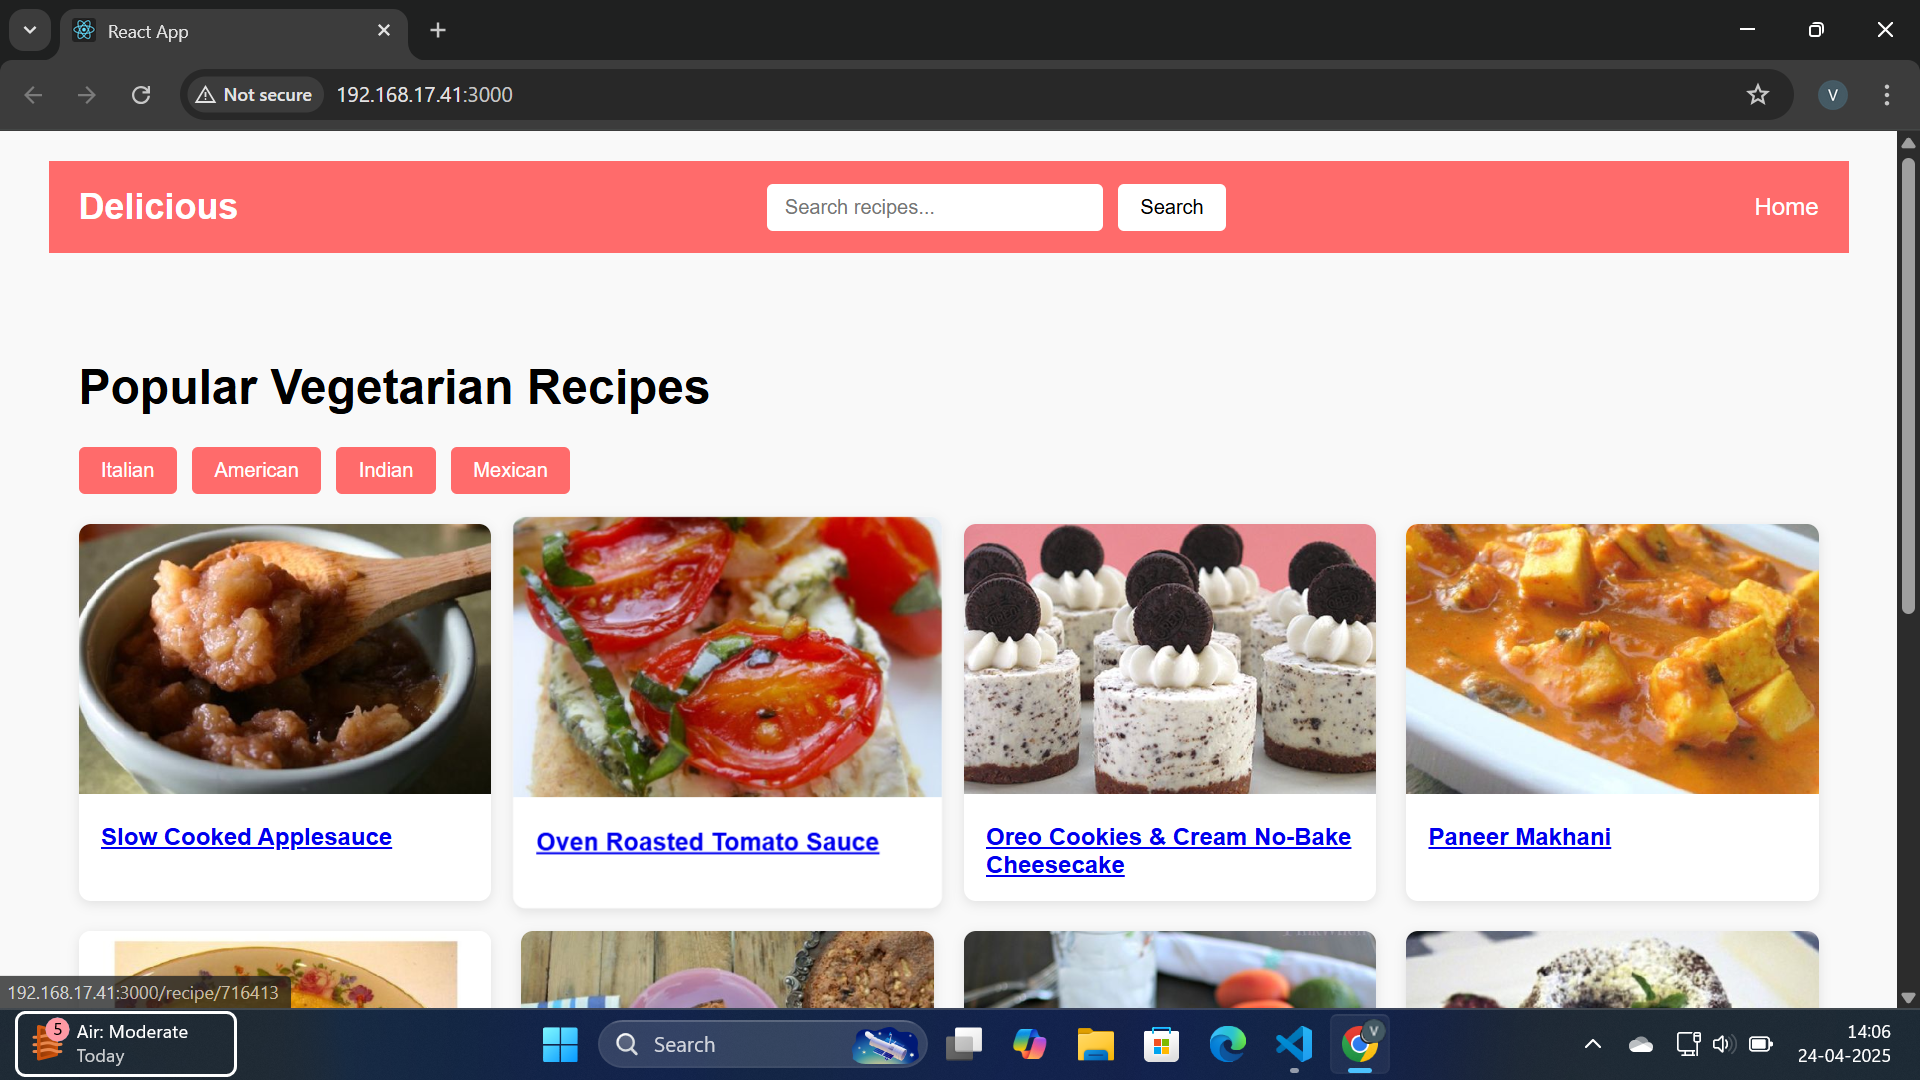 React App
Not secure
192.168.17.41:3000
V
Delicious
Search recipes...
Search
Home
Popular Vegetarian Recipes
Italian
American
Indian
Mexican
Slow Cooked Applesauce
Oven Roasted Tomato Sauce
Oreo Cookies & Cream No-Bake
Cheesecake
Paneer Makhani
192.168.17.41:3000/recipe/716413
5
Air: Moderate
Today
Search
V
14:06
24-04-2025